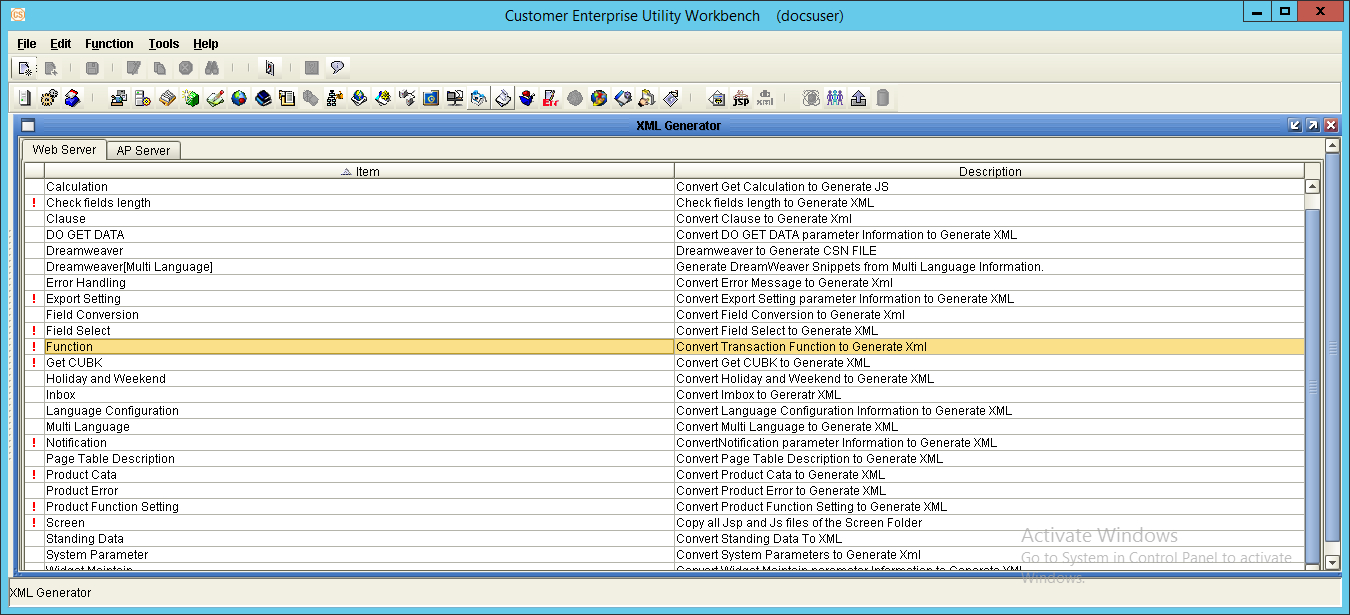 Customer Enterprise Utility Workbench (docsuser)
File Edit Function Tools Help
JSP
xml
XML Generator
Web Server AP Server
Item Description
Calculation Convert Get Calculation to Generate JS
! Check fields length Check fields length to Generate XML
Clause Convert Clause to Generate Xml
DO GET DATA Convert DO GET DATA parameter Information to Generate XML
Dreamweaver Dreamweaver to Generate CSN FILE
Dreamweaver[Multi Language] Generate DreamWeaver Snippets from Multi Language Information.
Error Handling Convert Error Message to Generate Xml
! Export Setting Convert Export Setting parameter Information to Generate XML
Field Conversion Convert Field Conversion to Generate Xml
! Field Select Convert Field Select to Generate XML
! Function Convert Transaction Function to Generate Xml
! Get CUBK Convert Get CUBK to Generate XML
Holiday and Weekend Convert Holiday and Weekend to Generate XML
Inbox Convert Imbox to Gereratr XML
Language Configuration Convert Language Configuration Information to Generate XML
Multi Language Convert Multi Language to Generate XML
! Notification ConvertNotification parameter Information to Generate XML
Page Table Description Convert Page Table Description to Generate XML
! Product Cata Convert Product Cata to Generate XML
Product Error Convert Product Error to Generate XML
! Product Function Setting Convert Product Function Setting to Generate XML
! Screen Copy all Jsp and Js files of the Screen Folder
Standing Data Convert Standing Data To XML
System Parameter Convert System Parameters to Generate Xml
Widget Maintain Convert Widget Maintain parameter Information to Generate XML
Activate Windows
Go to System in Control Panel to activate
Windows.
XML Generator